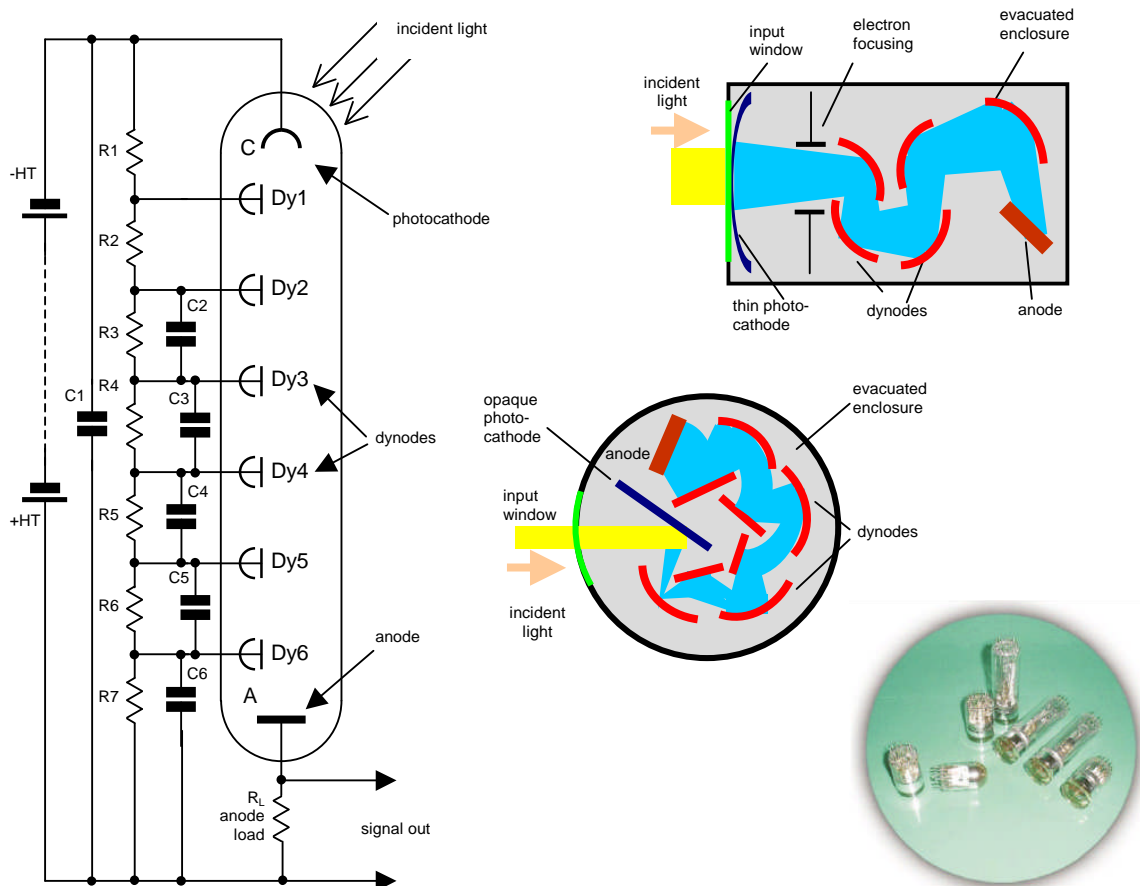 incident light
C
R1
-HT
Dy1
photocathode
R2
C2
Dy2
R3
R4
C1
C3
Dy3
dynodes
C4
Dy4
+HT
R5
C5
Dy5
R6
anode
C6
Dy6
R7
A
RL
anode
load
signal out
evacuated
enclosure
electron
focusing
input
window
incident
light
thin photo-
cathode
dynodes
anode
opaque
photo-
cathode
evacuated
enclosure
anode
input
window
dynodes
incident
light